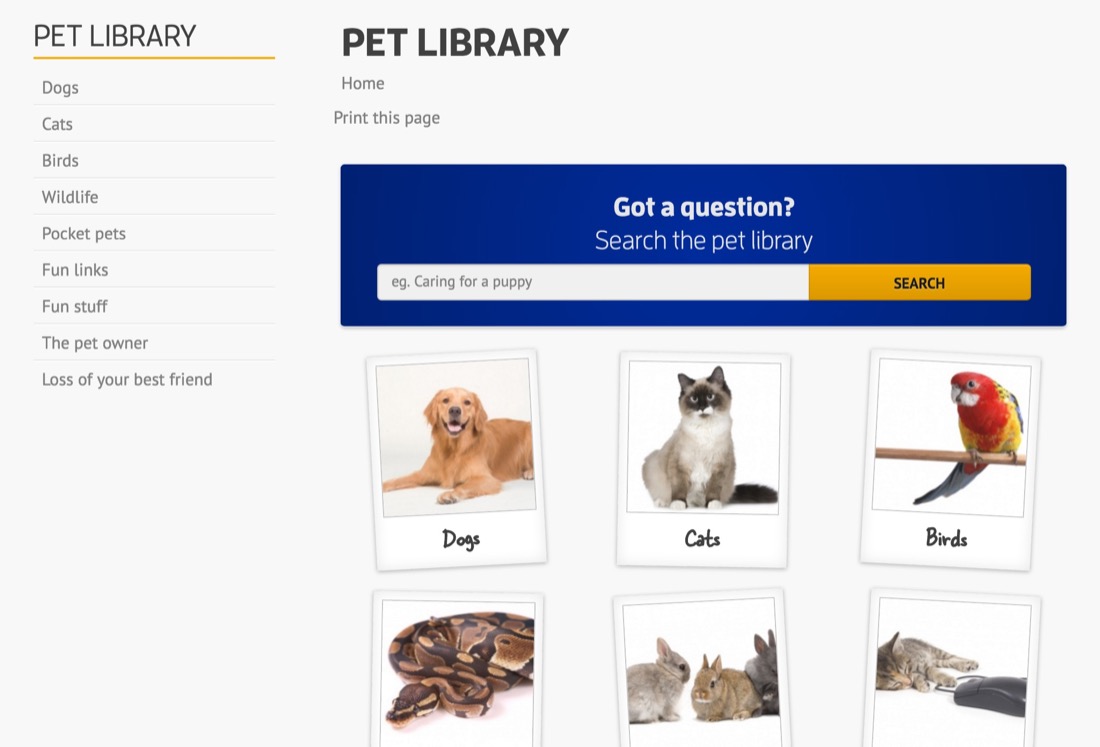 PET LIBRARY
Dogs
Cats
Birds
Wildlife
Pocket pets
Fun links
Fun stuff
The pet owner
Loss of your best friend
PET LIBRARY
Home
Print this page
Got a question?
Search the pet library
eg. Caring for a puppy
SEARCH
Dogs
Cats
Birds